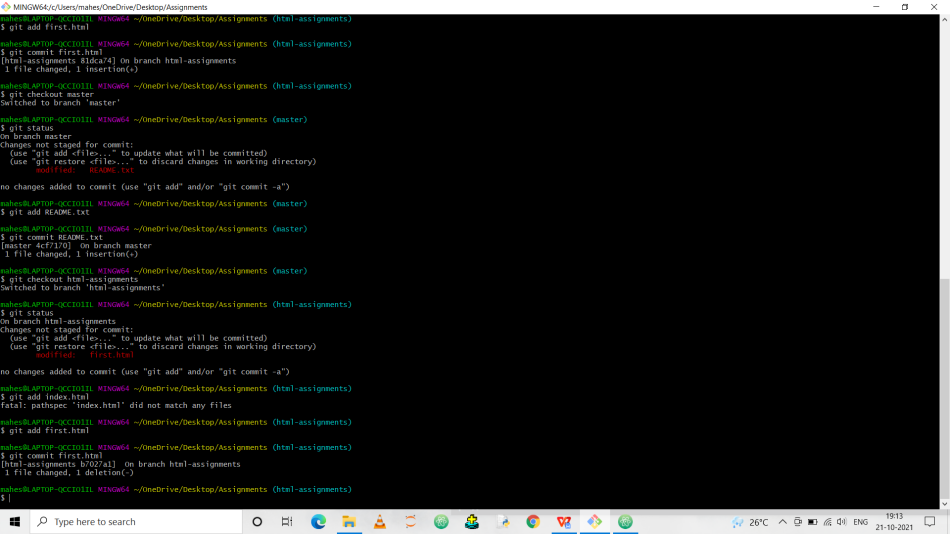 MINGW64:/c/Users/mahes/OneDrive/Desktop/Assignments
mahes@LAPTOP-QCCIO1IL MINGW64 ~/OneDrive/Desktop/Assignments (html-assignments)
$ git add first.html
mahes@LAPTOP-QCCIO1IL MINGW64 ~/OneDrive/Desktop/Assignments (html-assignments)
$ git commit first.html
[html-assignments 81dca74] On branch html-assignments
1 file changed, 1 insertion(+)
mahes@LAPTOP-QCCIO1IL MINGW64 ~/OneDrive/Desktop/Assignments (html-assignments)
$ git checkout master
Switched to branch 'master'
mahes@LAPTOP-QCCIO1IL MINGW64 ~/OneDrive/Desktop/Assignments (master)
$ git status
On branch master
Changes not staged for commit:
(use "git add <file>..." to update what will be committed)
(use "git restore <file>..." to discard changes in working directory)
modified: README.txt
no changes added to commit (use "git add" and/or "git commit -a")
mahes@LAPTOP-QCCIO1IL MINGW64 ~/OneDrive/Desktop/Assignments (master)
$ git add README.txt
mahes@LAPTOP-QCCIO1IL MINGW64 ~/OneDrive/Desktop/Assignments (master)
$ git commit README.txt
[master 4cf7170] On branch master
1 file changed, 1 insertion(+)
mahes@LAPTOP-QCCIO1IL MINGW64 ~/OneDrive/Desktop/Assignments (master)
$ git checkout html-assignments
Switched to branch 'html-assignments'
mahes@LAPTOP-QCCIO1IL MINGW64 ~/OneDrive/Desktop/Assignments (html-assignments)
$ git status
On branch html-assignments
Changes not staged for commit:
(use "git add <file>..." to update what will be committed)
(use "git restore <file>..." to discard changes in working directory)
modified: first.html
no changes added to commit (use "git add" and/or "git commit -a")
mahes@LAPTOP-QCCIO1IL MINGW64 ~/OneDrive/Desktop/Assignments (html-assignments)
$ git add index.html
fatal: pathspec 'index.html' did not match any files
mahes@LAPTOP-QCCIO1IL MINGW64 ~/OneDrive/Desktop/Assignments (html-assignments)
$ git add first.html
mahes@LAPTOP-QCCIO1IL MINGW64 ~/OneDrive/Desktop/Assignments (html-assignments)
$ git commit first.html
[html-assignments b7027a1] On branch html-assignments
1 file changed, 1 deletion(-)
mahes@LAPTOP-QCCIO1IL MINGW64 ~/OneDrive/Desktop/Assignments (html-assignments)
$
Type here to search
26°C
ENG
19:13
21-10-2021